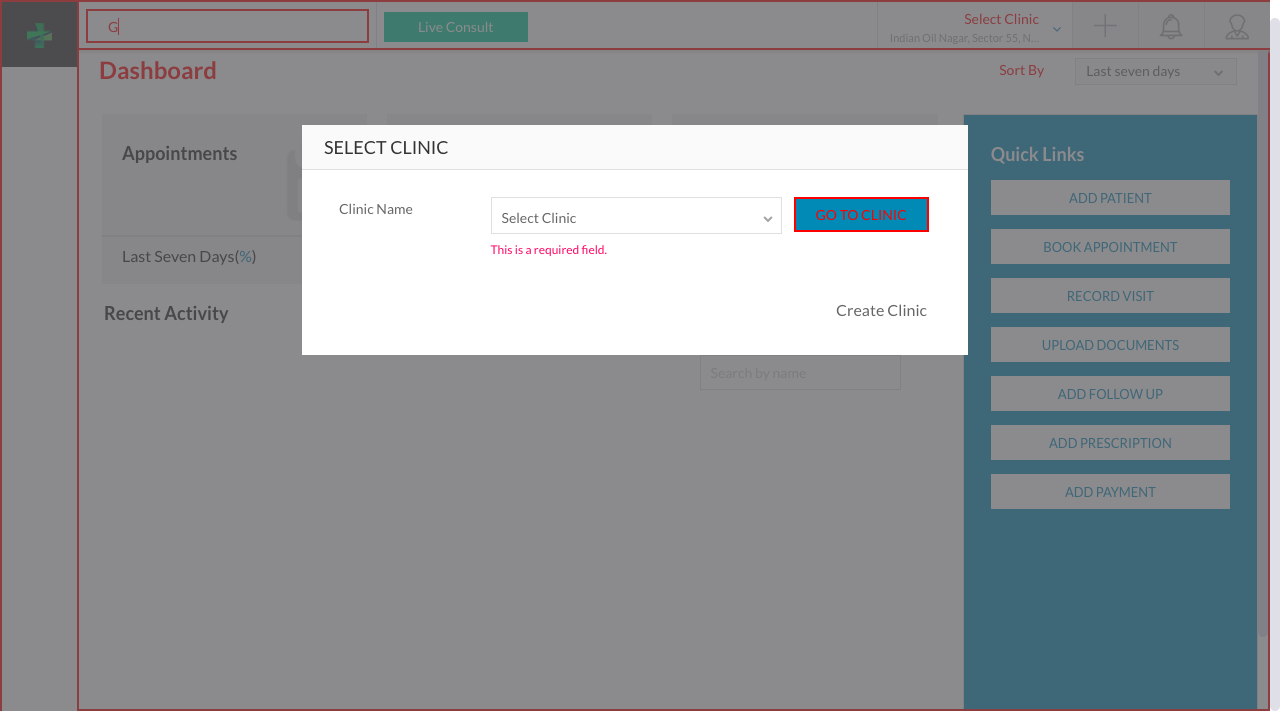 G
Live Consult
Select Clinic
Indian Oil Nagar, Sector 55, N...
Dashboard
Sort By
Last seven days
SELECT CLINIC
Clinic Name
Select Clinic
GO TO CLINIC
This is a required field.
Create Clinic
Appointments
Last Seven Days(%)
Recent Activity
Search by name
Quick Links
ADD PATIENT
BOOK APPOINTMENT
RECORD VISIT
UPLOAD DOCUMENTS
ADD FOLLOW UP
ADD PRESCRIPTION
ADD PAYMENT